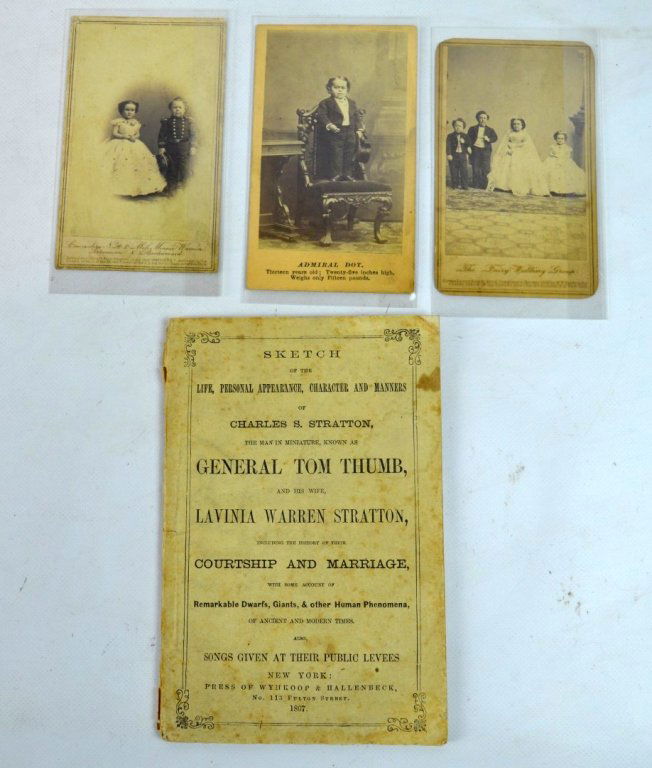 Commodore
ADMIRAL DOT,
Thirteen years old; Twenty-five inches high,
Weighs only Fifteen pounds.
The Fairy Wedding Group
SKETCH
OF THE
LIFE, PERSONAL APPEARANCE, CHARACTER AND MANNERS
OF
CHARLES S. STRATTON,
THE MAN IN MINIATURE, KNOWN AS
GENERAL TOM THUMB,
AND HIS WIFE,
LAVINIA WARREN STRATTON,
INCLUDING THE HISTORY OF THEIR
COURTSHIP AND MARRIAGE,
WITH SOME ACCOUNT OF
Remarkable Dwarfs, Giants, & other Human Phenomena,
OF ANCIENT AND MODERN TIMES.
ALSO,
SONGS GIVEN AT THEIR PUBLIC LEVEES
NEW YORK:
PRESS OF WYNKOOP & HALLENBECK,
No. 113 FULTON STREET.
1867.